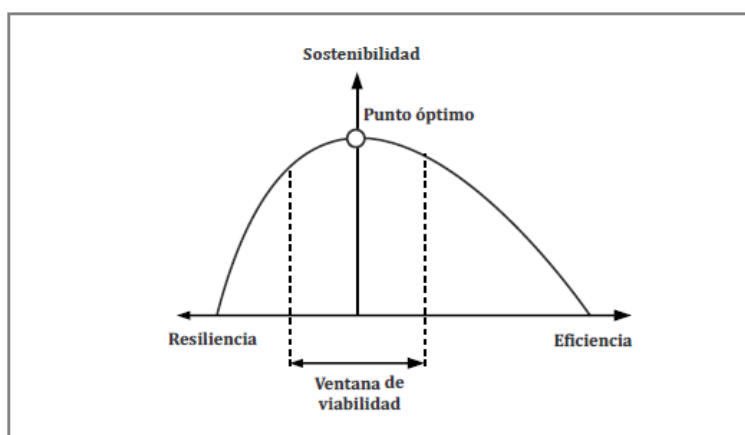 Sostenibilidad
Punto óptimo
Resiliencia
Eficiencia
Ventana de
viabilidad